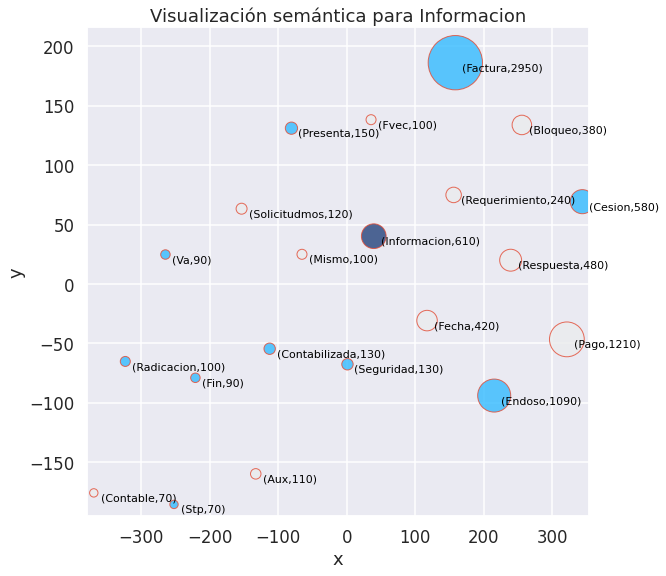 Visualización semántica para Informacion
200
(Factura,2950)
150
(Presenta,150)
(Fvec,100)
(Bloqueo,380)
100
(Requerimiento,240)
(Cesion,580)
(Solicitudmos,120)
50
(Informacion,610)
(Va,90)
(Mismo,100)
(Respuesta,480)
y
0
(Fecha,420)
−50
(Pago,1210)
(Contabilizada,130)
(Radicacion,100)
(Seguridad,130)
(Fin,90)
−100
(Endoso,1090)
−150
(Aux,110)
(Contable,70)
(Stp,70)
−300 −200 −100 0 100 200 300
x